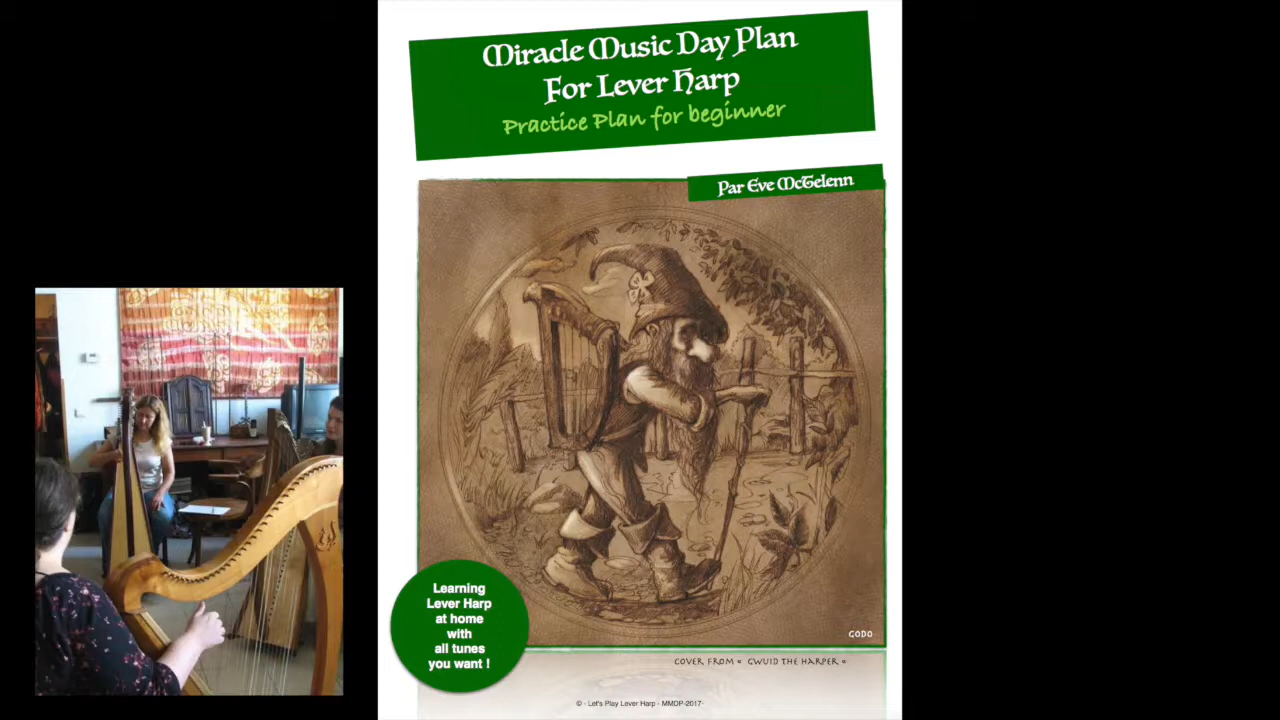 Miracle Music Day Plan
For Lever Harp
Practice Plan for beginner
Par Eve McTelenn
Learning
Lever Harp
at home
with
all tunes
you want !
GODO
COVER FROM « GWUID THE HARPER «
© - Let's Play Lever Harp - MMDP-2017-